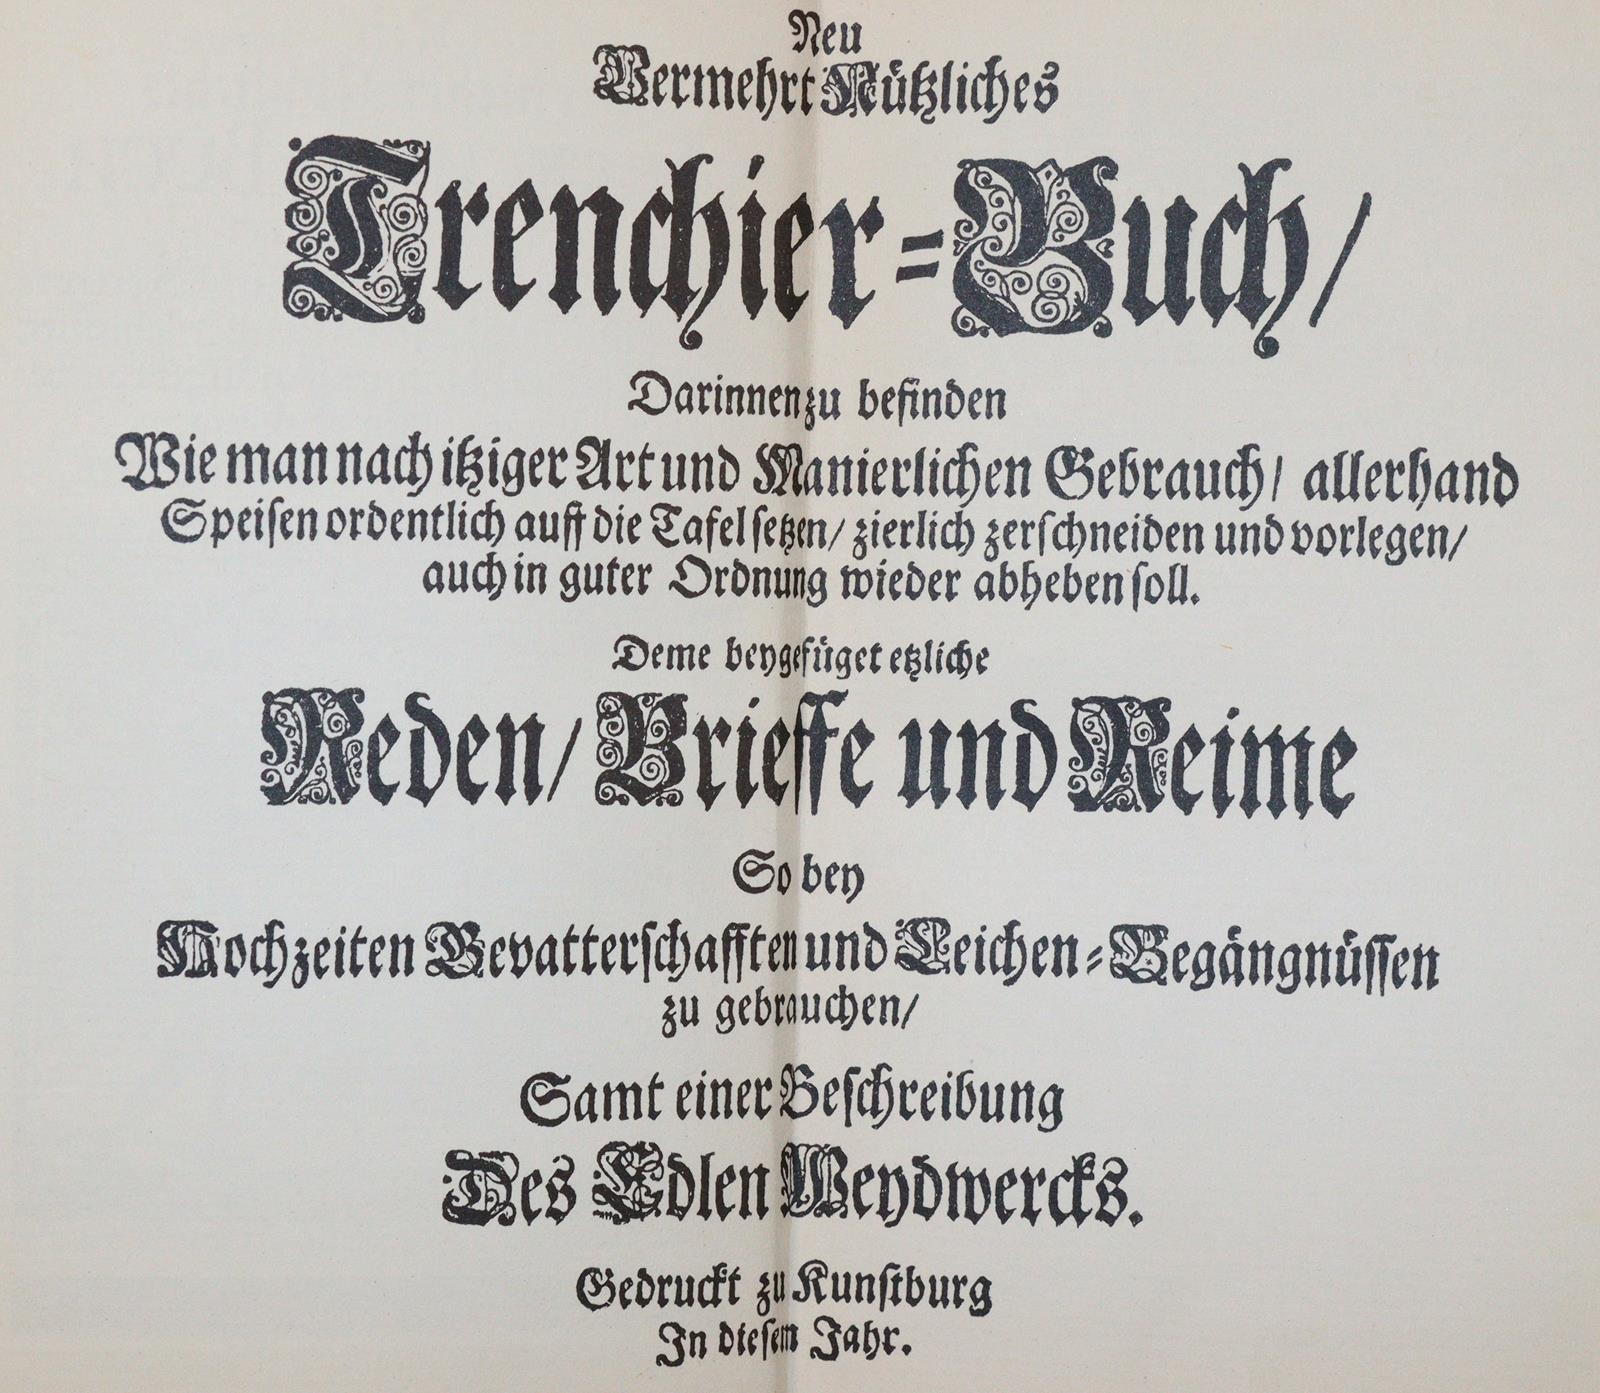 Neu
Vermehrt Nützliches
Trenchier-Buch/
Darinnen zu befinden
Wie man nach itziger Art und Manierlichen Gebrauch/ allerhand
Speisen ordentlich auff die Tafel setzen/ zierlich zerschneiden und vorlegen/
auch in guter Ordnung wieder abheben soll.
Deme beygefüget etzliche
Reden/ Brieffe und Reime
So bey
Hochzeiten Gevatterschafften und Leichen-Begängnüssen
zu gebrauchen/
Samt einer Beschreibung
Des Edlen Weydwercks.
Gedruckt zu Kunstburg
In diesem Jahr.